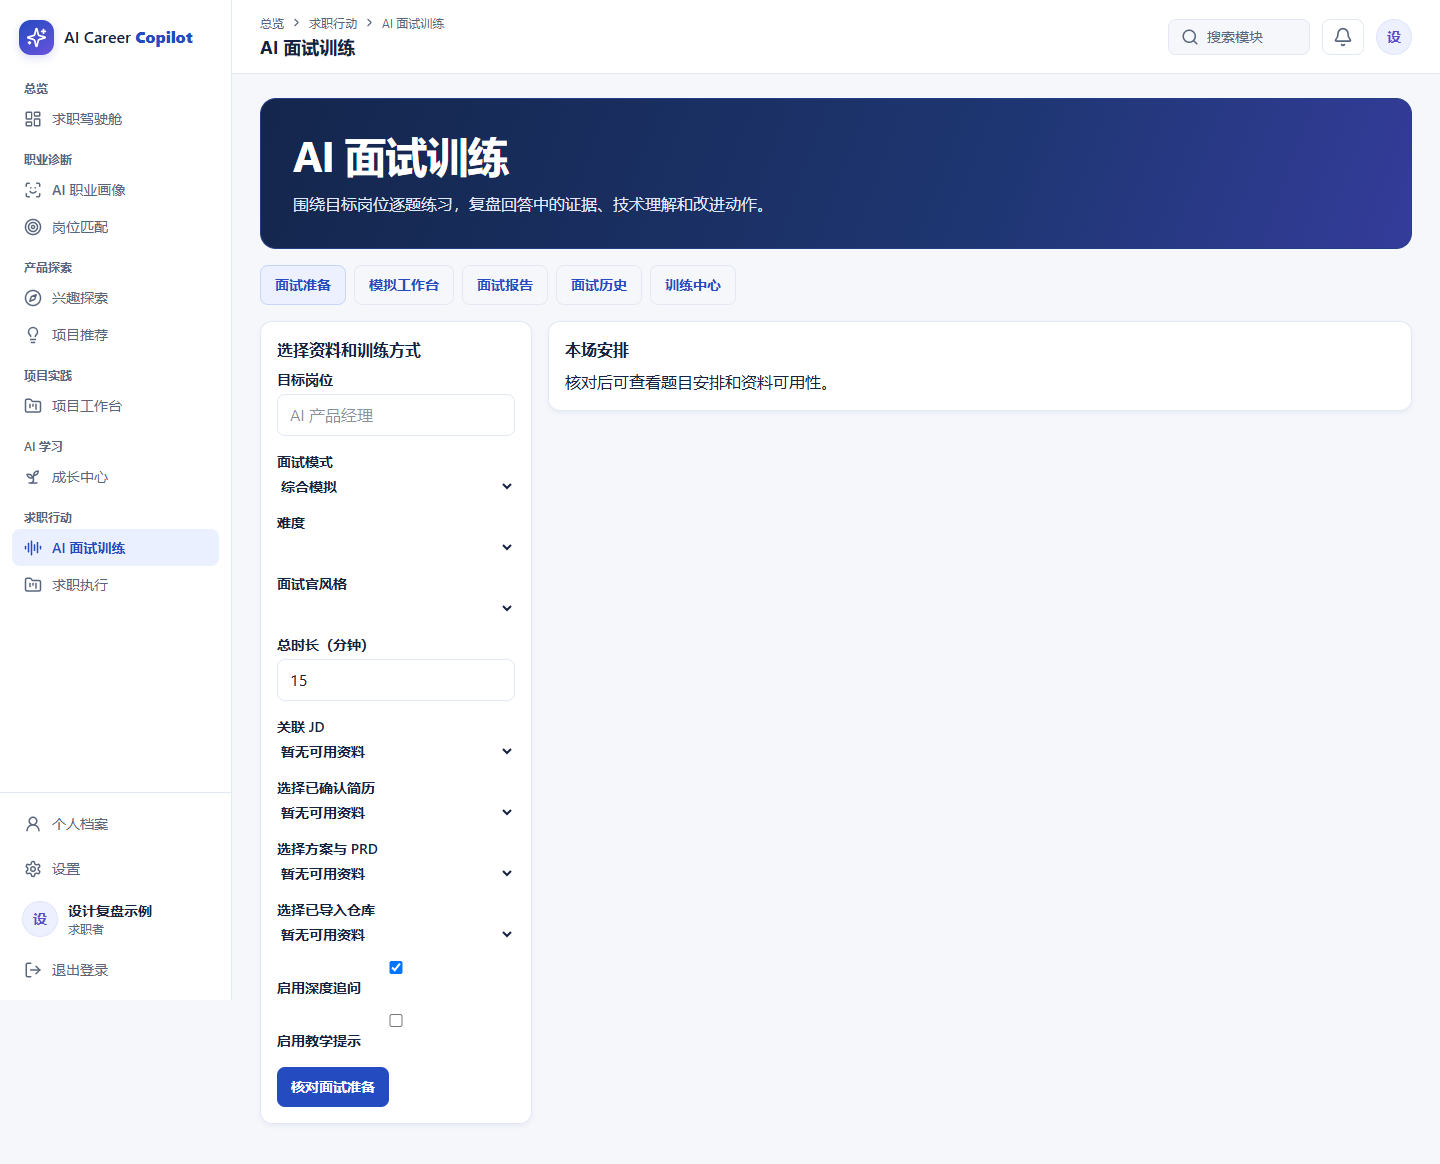 AI Career Copilot
总览
求职驾驶舱
职业诊断
AI 职业画像
岗位匹配
产品探索
兴趣探索
项目推荐
项目实践
项目工作台
AI 学习
成长中心
求职行动
AI 面试训练
求职执行
个人档案
设置
设
设计复盘示例
求职者
退出登录
总览 > 求职行动 > AI 面试训练
AI 面试训练
搜索模块
设
AI 面试训练
围绕目标岗位逐题练习，复盘回答中的证据、技术理解和改进动作。
面试准备 模拟工作台 面试报告 面试历史 训练中心
选择资料和训练方式
目标岗位
AI 产品经理
面试模式
综合模拟
难度
面试官风格
总时长（分钟）
15
关联 JD
暂无可用资料
选择已确认简历
暂无可用资料
选择方案与 PRD
暂无可用资料
选择已导入仓库
暂无可用资料
启用深度追问
启用教学提示
核对面试准备
本场安排
核对后可查看题目安排和资料可用性。